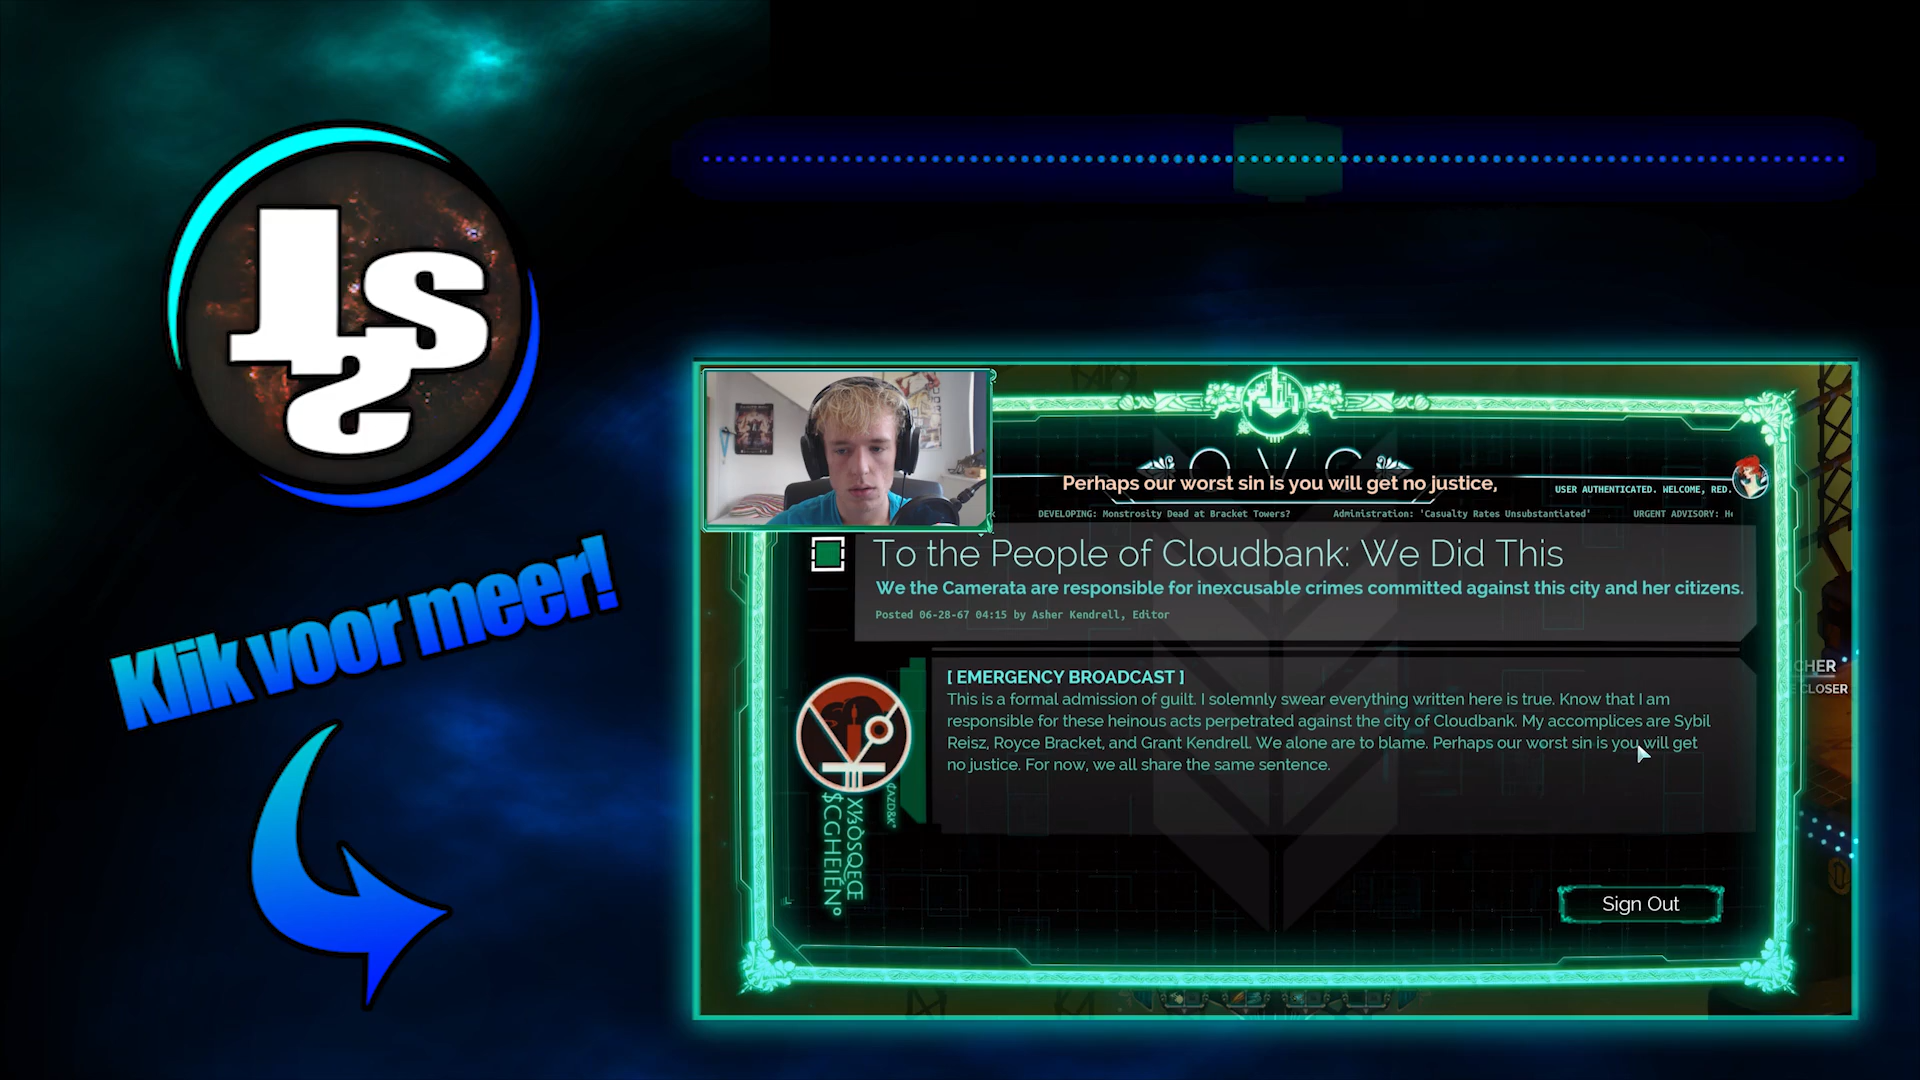 Klik voor meer!
OVC
Perhaps our worst sin is you will get no justice,
USER AUTHENTICATED. WELCOME, RED.
DEVELOPING: Monstrosity Dead at Bracket Towers? Administration: 'Casualty Rates Unsubstantiated' URGENT ADVISORY:
To the People of Cloudbank: We Did This
We the Camerata are responsible for inexcusable crimes committed against this city and her citizens.
Posted 06-28-67 04:15 by Asher Kendrell, Editor
[ EMERGENCY BROADCAST ]
This is a formal admission of guilt. I solemnly swear everything written here is true. Know that I am
responsible for these heinous acts perpetrated against the city of Cloudbank. My accomplices are Sybil
Reisz, Royce Bracket, and Grant Kendrell. We alone are to blame. Perhaps our worst sin is you will get
no justice. For now, we all share the same sentence.
CHER
CLOSER
Sign Out